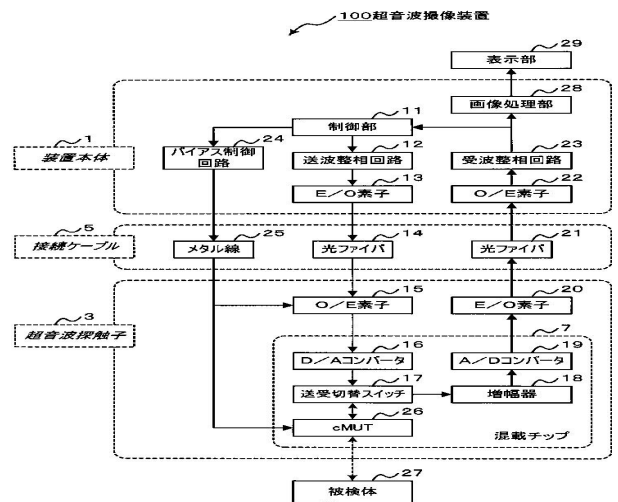 100超音波撮像装置
29
表示部
28
画像処理部
11
制御部
1
装置本体
24
バイアス制御
回路
12
送波整相回路
23
受波整相回路
13
E/O素子
22
O/E素子
5
接続ケーブル
25
メタル線
14
光ファイバ
21
光ファイバ
3
超音波探触子
15
O/E素子
20
E/O素子
7
16
D/Aコンバータ
19
A/Dコンバータ
17
送受切替スイッチ
18
増幅器
26
cMUT
混載チップ
27
被検体